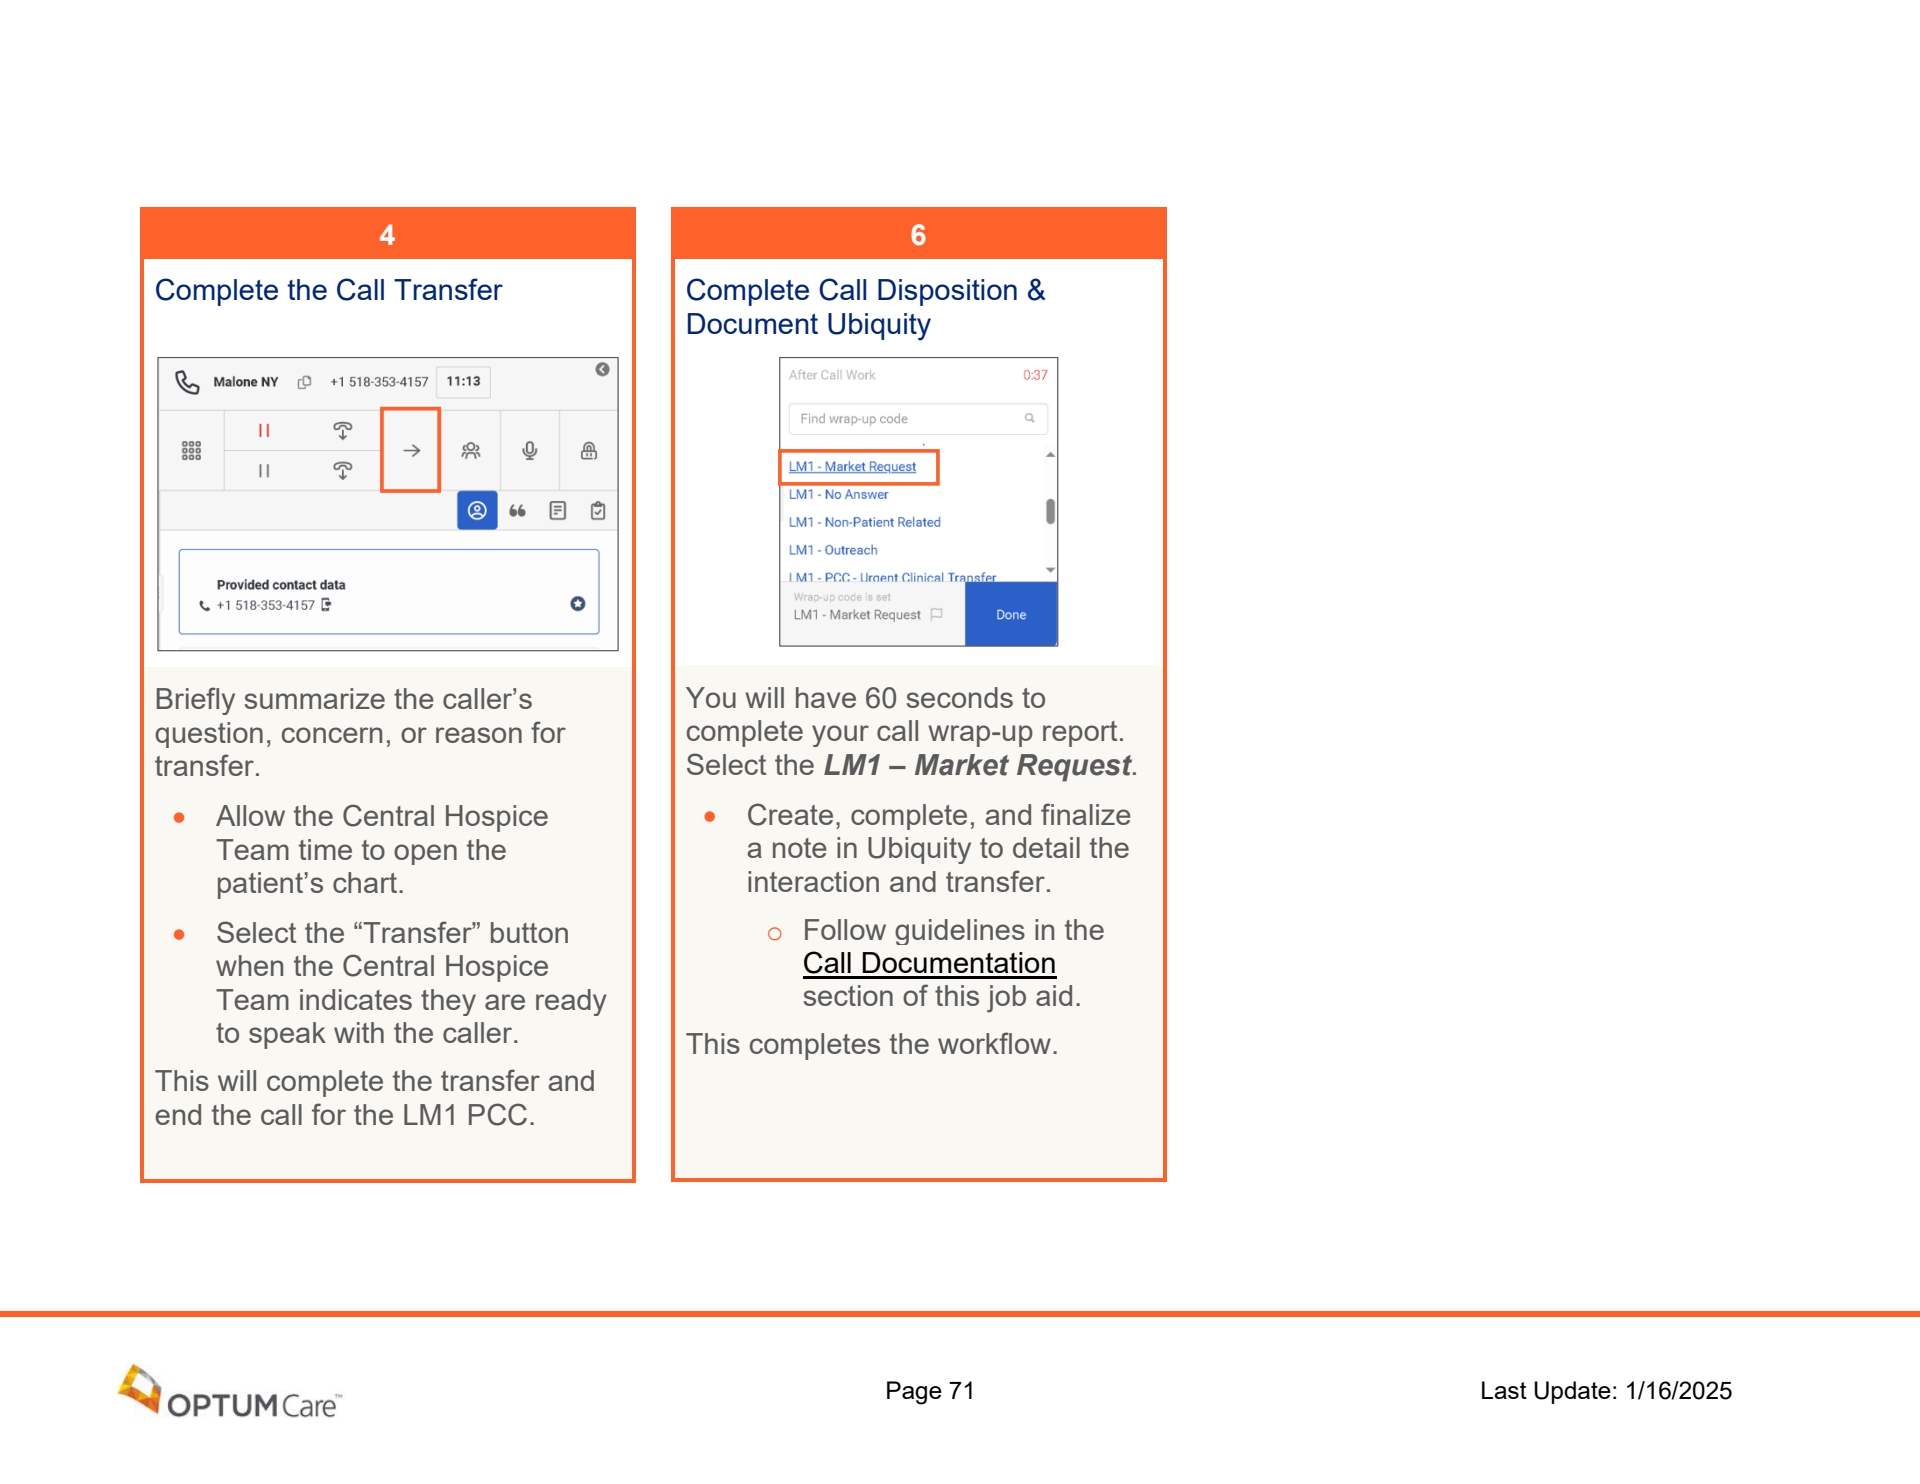 4
Complete the Call Transfer
Malone NY +1 518-353-4157 11:13
Provided contact data
+1 518-353-4157
Briefly summarize the caller’s
question, concern, or reason for
transfer.
• Allow the Central Hospice
Team time to open the
patient’s chart.
• Select the “Transfer” button
when the Central Hospice
Team indicates they are ready
to speak with the caller.
This will complete the transfer and
end the call for the LM1 PCC.
6
Complete Call Disposition &
Document Ubiquity
After Call Work 0:37
Find wrap-up code
LM1 - Market Request
LM1 - No Answer
LM1 - Non-Patient Related
LM1 - Outreach
LM1 - PCC - Urgent Clinical Transfer
Wrap-up code is set
LM1 - Market Request
Done
You will have 60 seconds to
complete your call wrap-up report.
Select the LM1 – Market Request.
• Create, complete, and finalize
a note in Ubiquity to detail the
interaction and transfer.
o Follow guidelines in the
Call Documentation
section of this job aid.
This completes the workflow.
OPTUM Care™
Page 71
Last Update: 1/16/2025